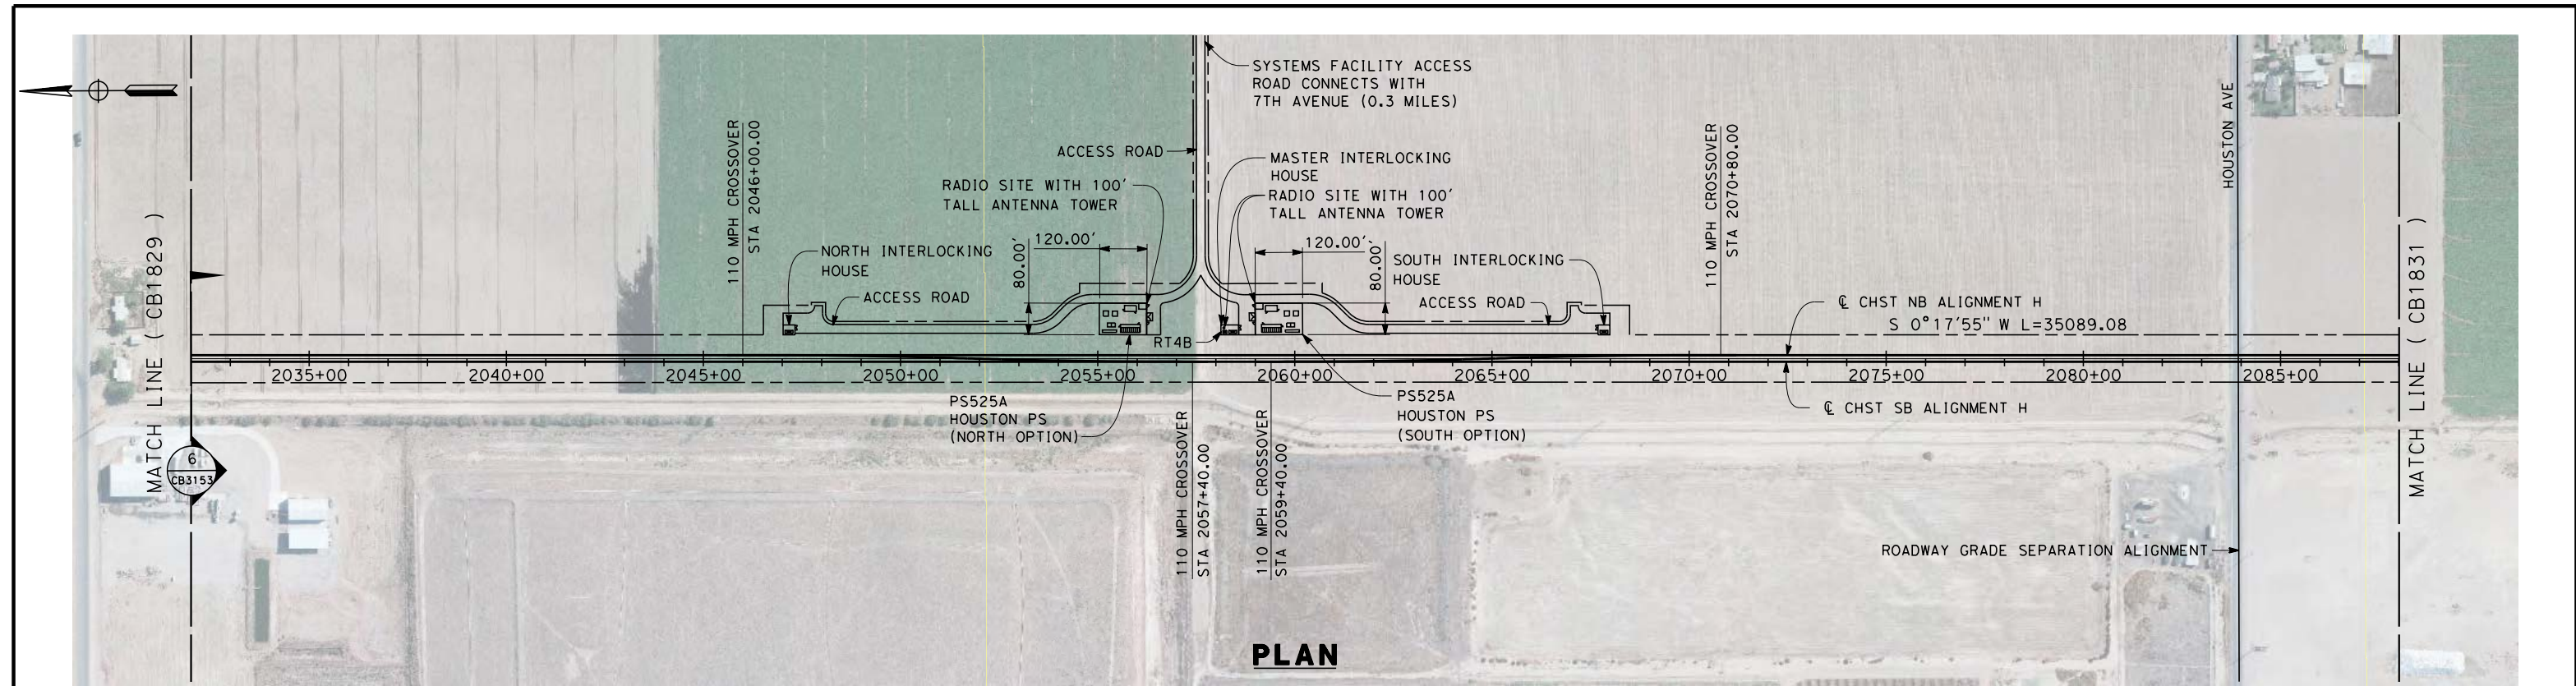 SYSTEMS FACILITY ACCESS
ROAD CONNECTS WITH
7TH AVENUE (0.3 MILES)
HOUSTON AVE
110 MPH CROSSOVER
STA 2046+00.00
ACCESS ROAD
MASTER INTERLOCKING
HOUSE
110 MPH CROSSOVER
STA 2070+80.00
RADIO SITE WITH 100'
TALL ANTENNA TOWER
RADIO SITE WITH 100'
TALL ANTENNA TOWER
MATCH LINE ( CB1829 )
MATCH LINE ( CB1831 )
NORTH INTERLOCKING
HOUSE
80.00'
120.00'
120.00'
80.00'
SOUTH INTERLOCKING
HOUSE
ACCESS ROAD
ACCESS ROAD
℄ CHST NB ALIGNMENT H
S 0°17'55" W L=35089.08
RT4B
2035+00
2040+00
2045+00
2050+00
2055+00
2060+00
2065+00
2070+00
2075+00
2080+00
2085+00
PS525A
HOUSTON PS
(NORTH OPTION)
PS525A
HOUSTON PS
(SOUTH OPTION)
℄ CHST SB ALIGNMENT H
110 MPH CROSSOVER
STA 2057+40.00
110 MPH CROSSOVER
STA 2059+40.00
6
CB3153
ROADWAY GRADE SEPARATION ALIGNMENT
PLAN